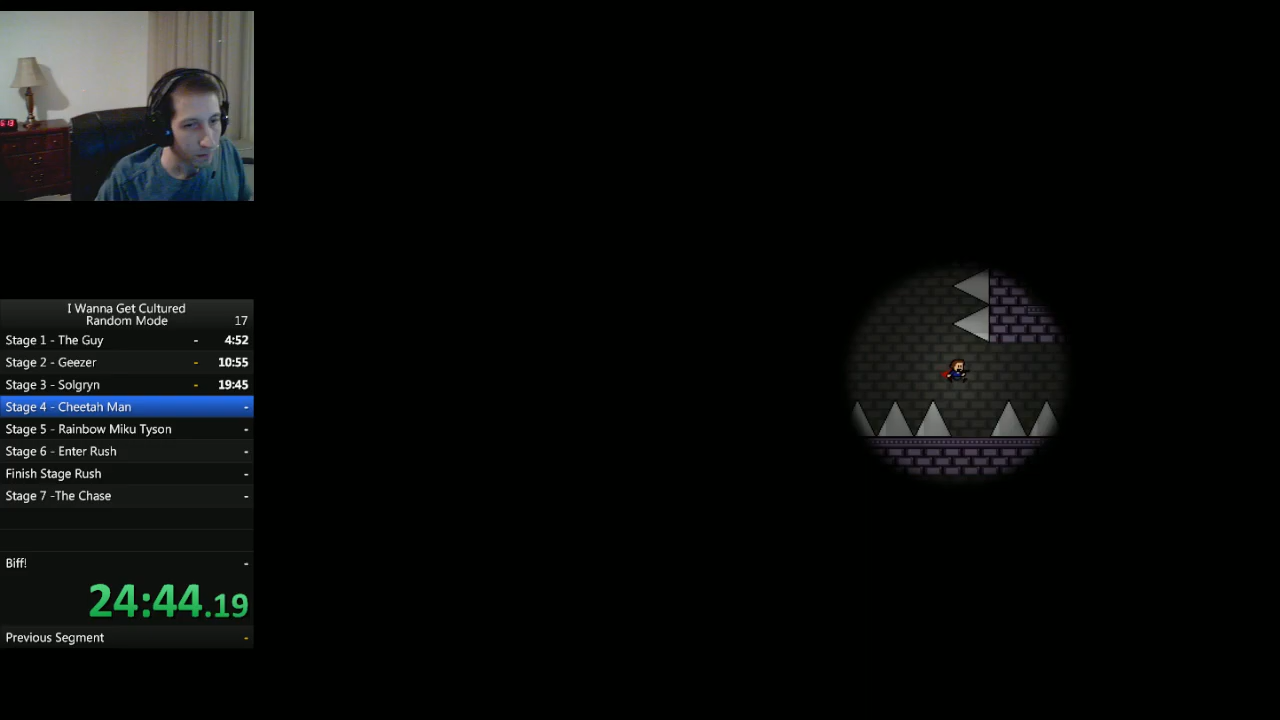 I Wanna Get Cultured
Random Mode 17
Stage 1 - The Guy - 4:52
Stage 2 - Geezer - 10:55
Stage 3 - Solgryn - 19:45
Stage 4 - Cheetah Man -
Stage 5 - Rainbow Miku Tyson -
Stage 6 - Enter Rush -
Finish Stage Rush -
Stage 7 -The Chase -
Biff! -
24:44.19
Previous Segment -